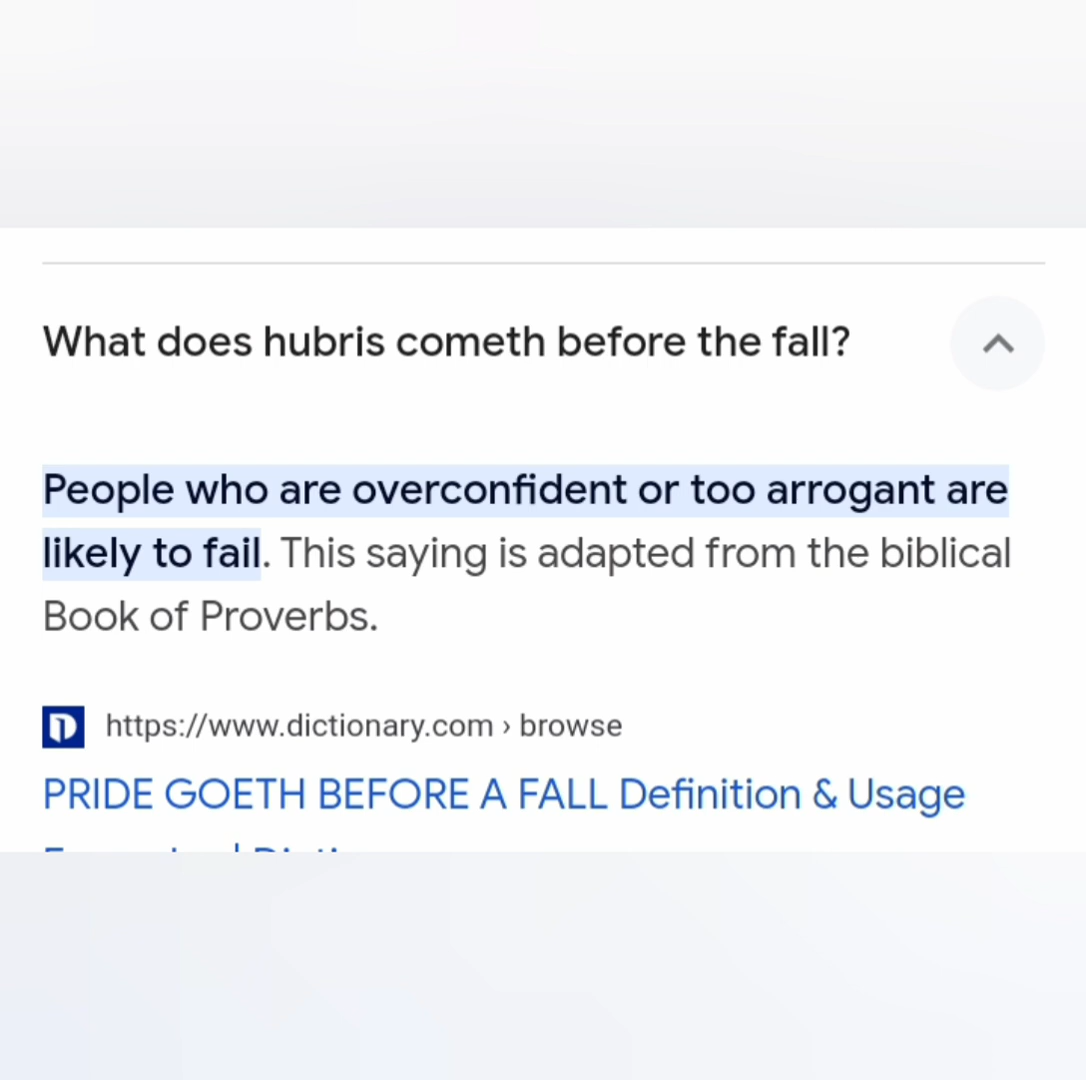 What does hubris cometh before the fall?
People who are overconfident or too arrogant are
likely to fail. This saying is adapted from the biblical
Book of Proverbs.
https://www.dictionary.com › browse
PRIDE GOETH BEFORE A FALL Definition & Usage